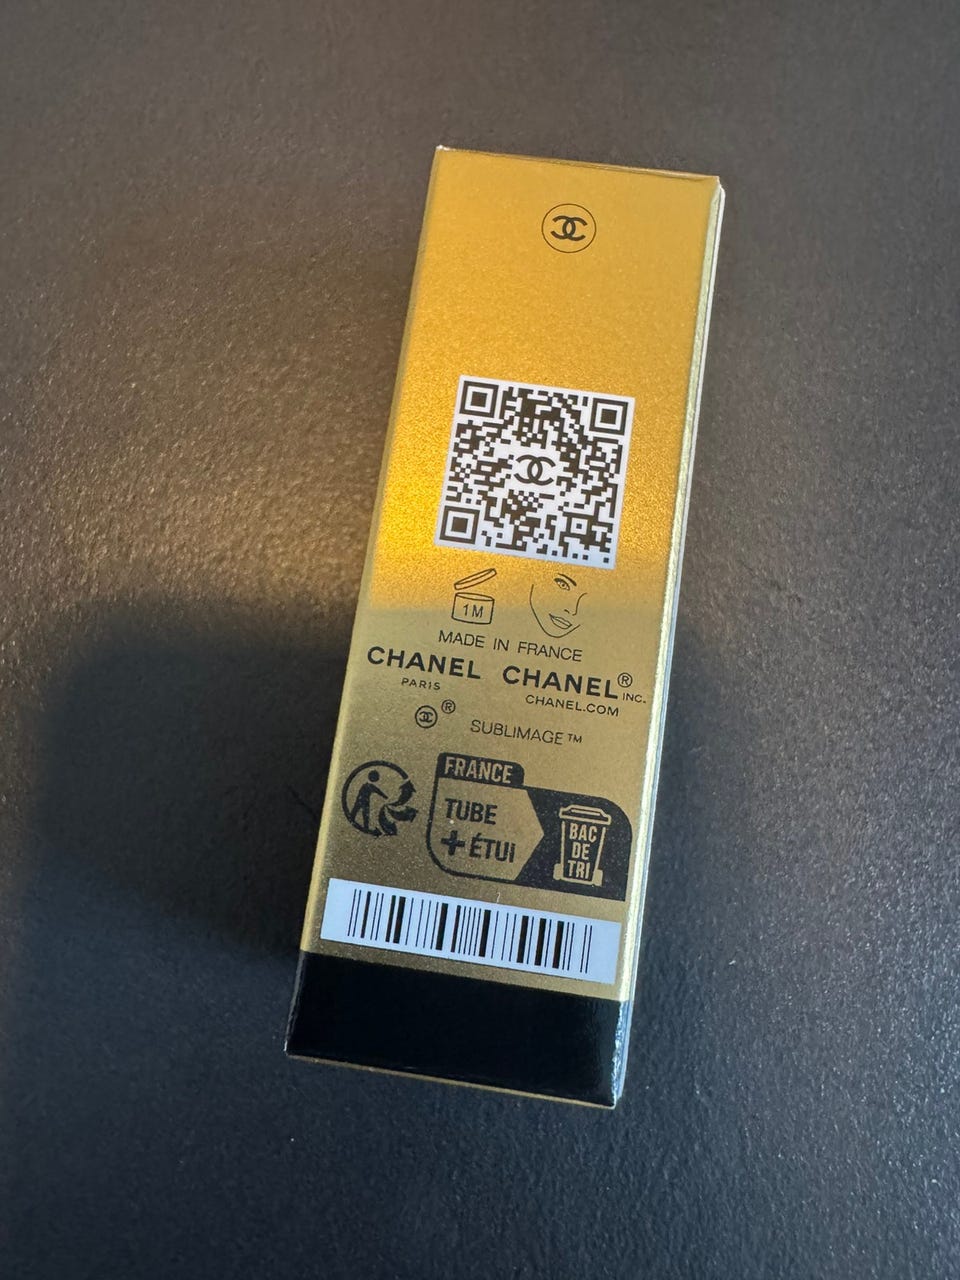 1M
MADE IN FRANCE
CHANEL CHANEL®
PARIS INC.
CHANEL.COM
® SUBLIMAGE™
FRANCE
TUBE
+ ÉTUI
BAC
DE
TRI